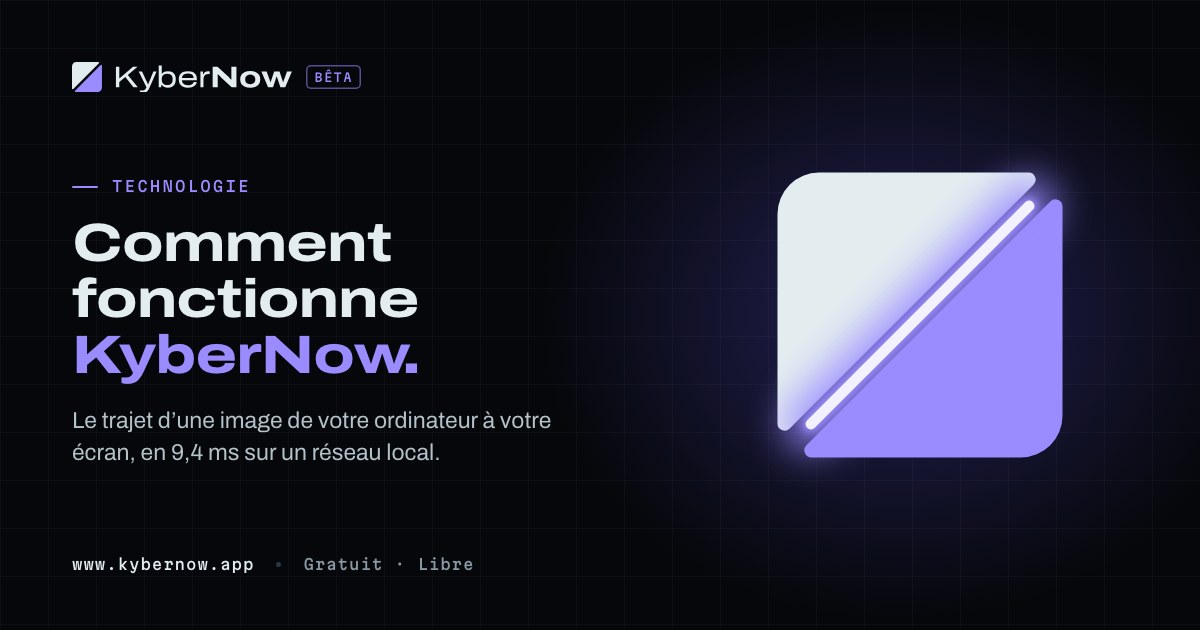 KyberNow BÊTA
TECHNOLOGIE
Comment
fonctionne
KyberNow.
Le trajet d’une image de votre ordinateur à votre
écran, en 9,4 ms sur un réseau local.
www.kybernow.app • Gratuit · Libre